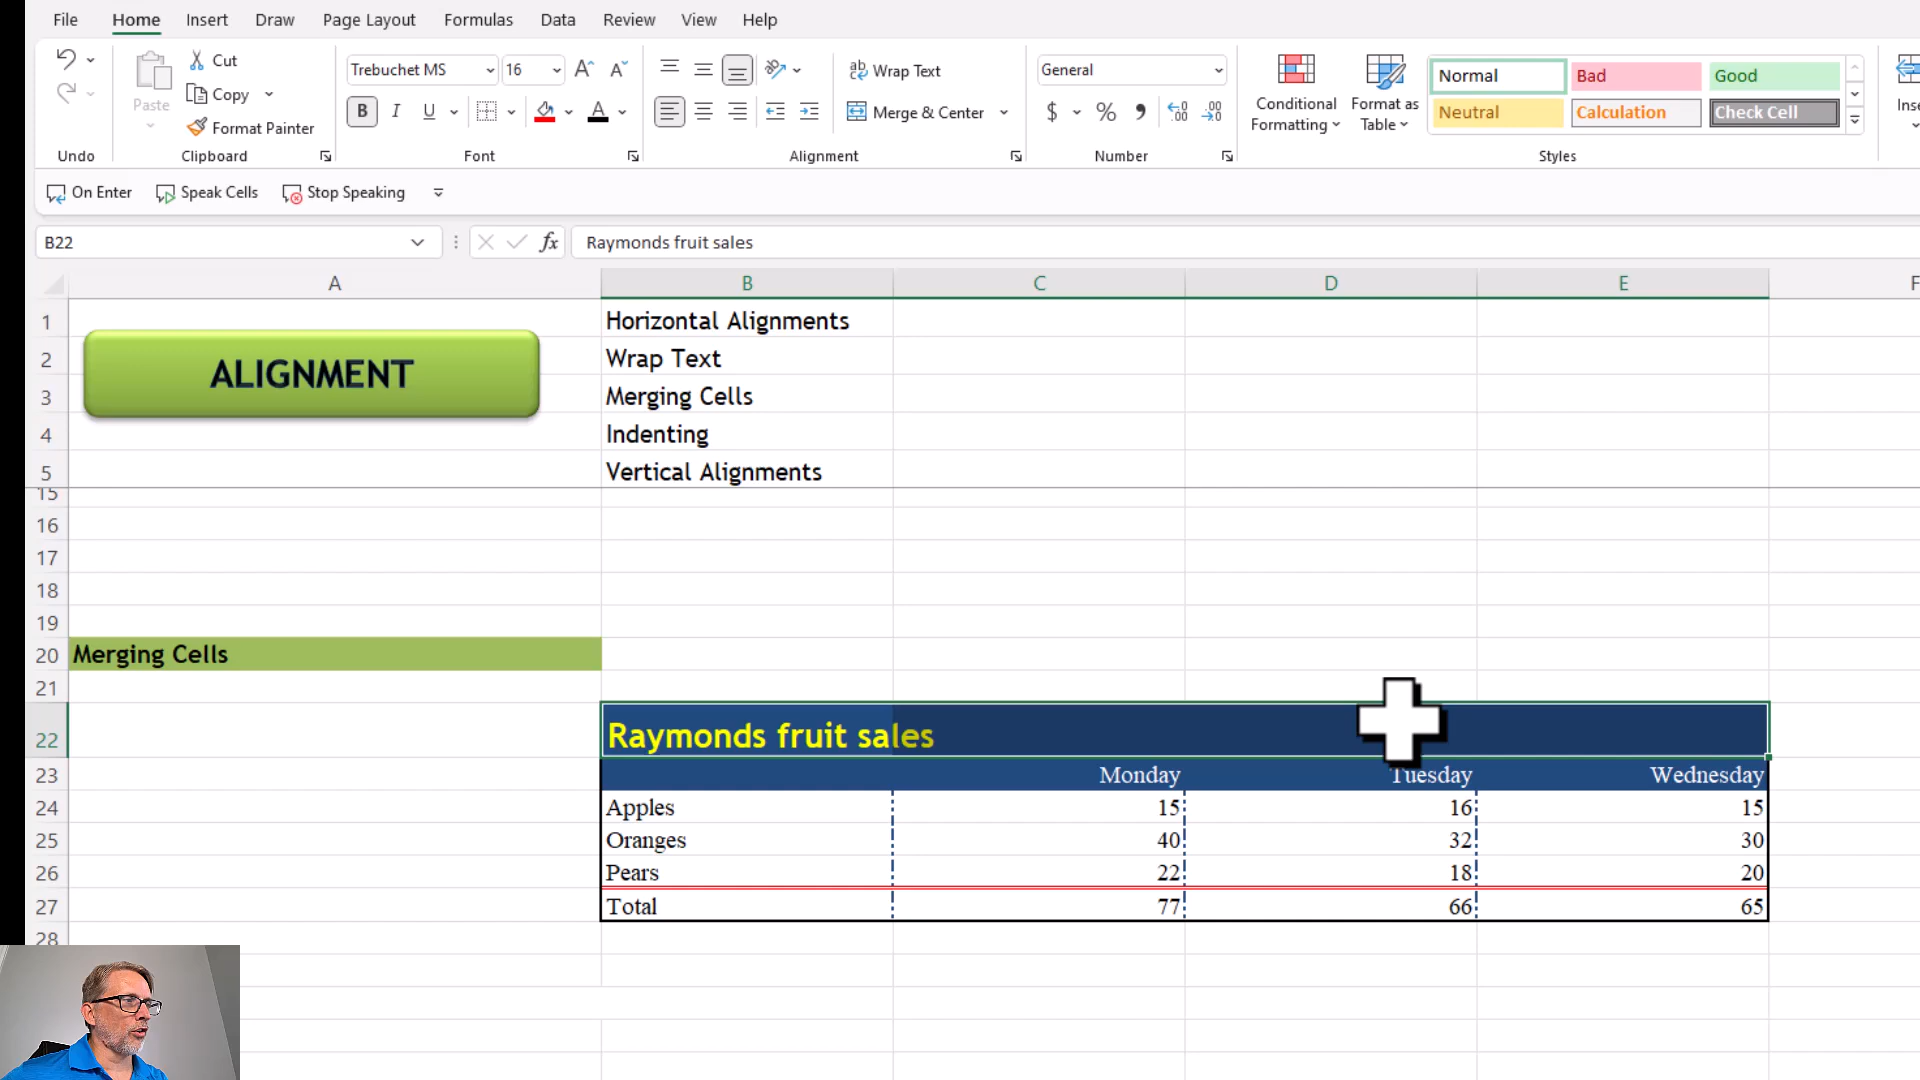 File Home Insert Draw Page Layout Formulas Data Review View Help
Cut
Copy
Format Painter
Paste
Trebuchet MS 16
B I U
Wrap Text
Merge & Center
General
$ % 9
Conditional Formatting
Format as Table
Normal Bad Good
Neutral Calculation Check Cell
Undo Clipboard Font Alignment Number Styles
On Enter Speak Cells Stop Speaking
B22 fx Raymonds fruit sales
A B C D E F
1 Horizontal Alignments
ALIGNMENT
2 Wrap Text
3 Merging Cells
4 Indenting
5 Vertical Alignments
15
16
17
18
19
20 Merging Cells
21
22 Raymonds fruit sales
23 Monday Tuesday Wednesday
24 Apples 15 16 15
25 Oranges 40 32 30
26 Pears 22 18 20
27 Total 77 66 65
28